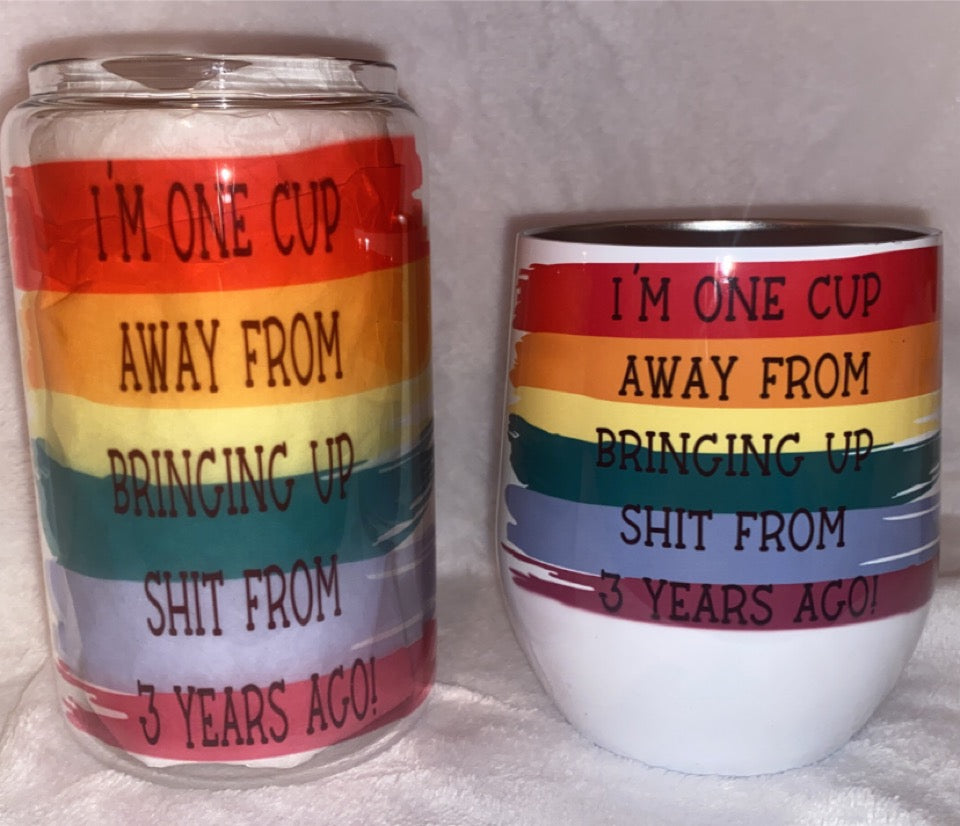 I'M ONE CUP
AWAY FROM
BRINGING UP
SHIT FROM
3 YEARS AGO!
I'M ONE CUP
AWAY FROM
BRINGING UP
SHIT FROM
3 YEARS AGO!